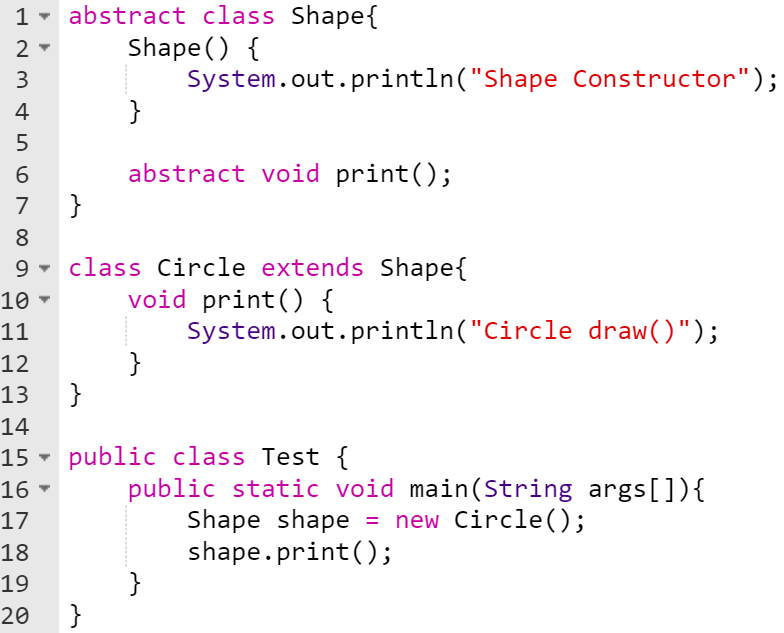 1 abstract class Shape{
2     Shape() {
3         System.out.println("Shape Constructor");
4     }
5
6     abstract void print();
7 }
8
9 class Circle extends Shape{
10     void print() {
11         System.out.println("Circle draw()");
12     }
13 }
14
15 public class Test {
16     public static void main(String args[]){
17         Shape shape = new Circle();
18         shape.print();
19     }
20 }